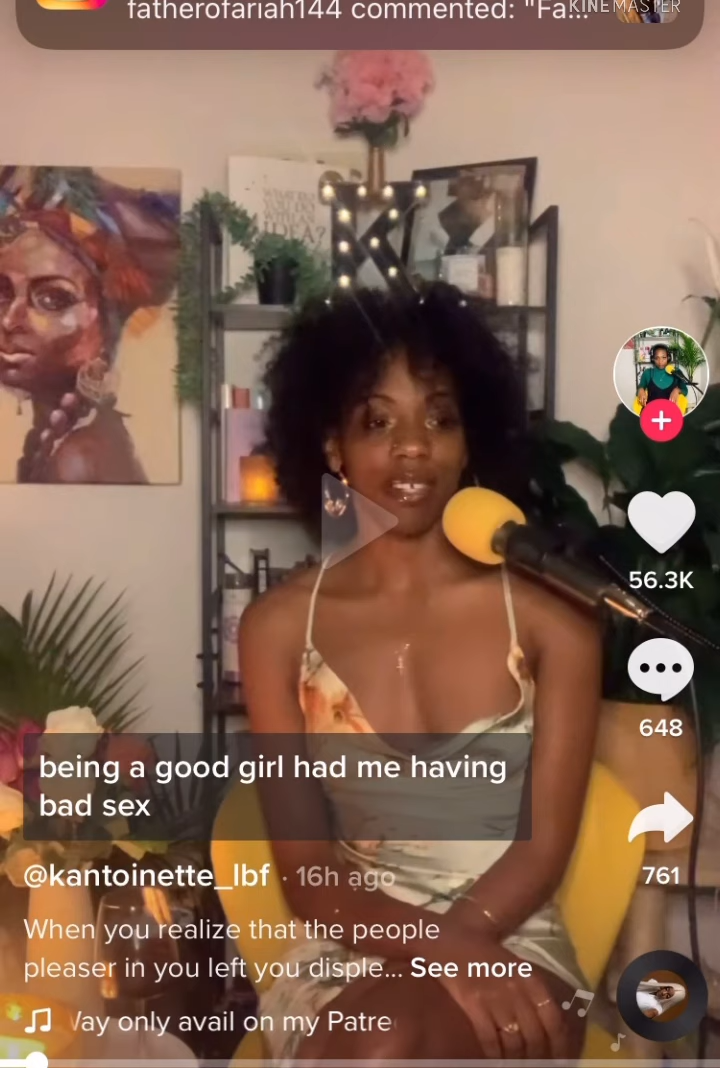 fatherofariah144 commented: "Fa...
KINEMASTER
IDEA?
K
56.3K
648
being a good girl had me having
bad sex
761
@kantoinette_lbf · 16h ago
When you realize that the people
pleaser in you left you disple... See more
Way only avail on my Patre